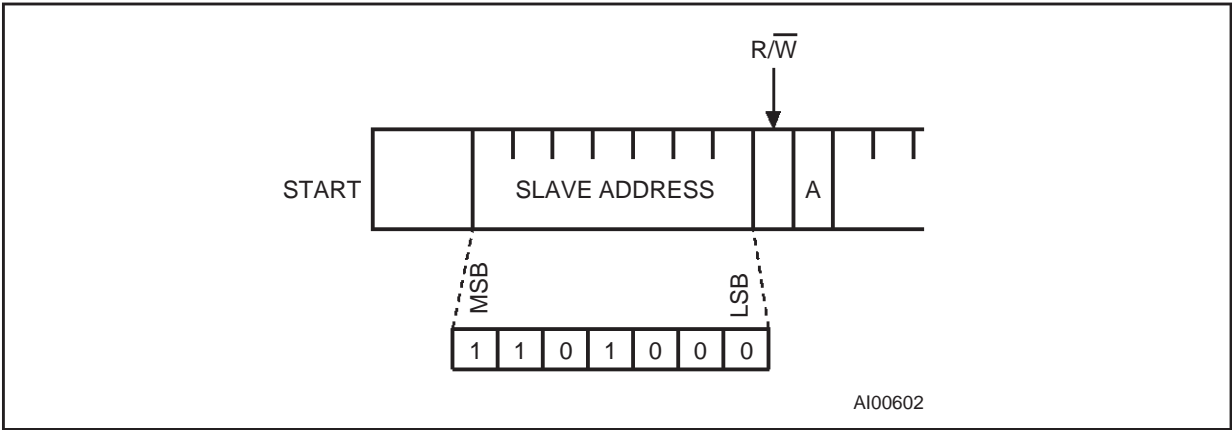 R/W̅
START
SLAVE ADDRESS
A
MSB
LSB
1 1 0 1 0 0 0
AI00602